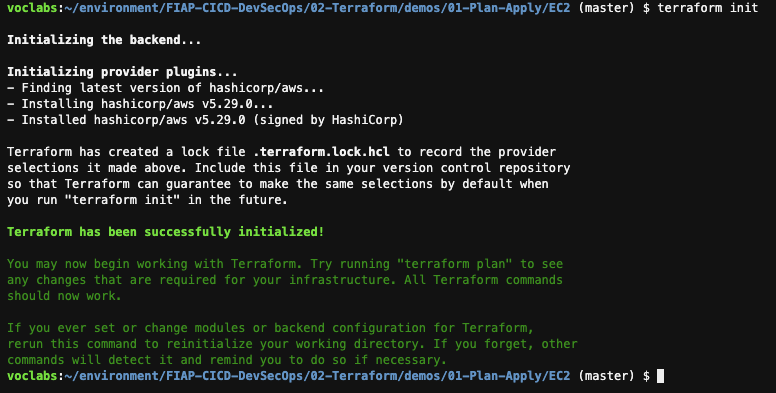 voclabs:~/environment/FIAP-CICD-DevSecOps/02-Terraform/demos/01-Plan-Apply/EC2 (master) $ terraform init
Initializing the backend...
Initializing provider plugins...
- Finding latest version of hashicorp/aws...
- Installing hashicorp/aws v5.29.0...
- Installed hashicorp/aws v5.29.0 (signed by HashiCorp)
Terraform has created a lock file .terraform.lock.hcl to record the provider
selections it made above. Include this file in your version control repository
so that Terraform can guarantee to make the same selections by default when
you run "terraform init" in the future.
Terraform has been successfully initialized!
You may now begin working with Terraform. Try running "terraform plan" to see
any changes that are required for your infrastructure. All Terraform commands
should now work.
If you ever set or change modules or backend configuration for Terraform,
rerun this command to reinitialize your working directory. If you forget, other
commands will detect it and remind you to do so if necessary.
voclabs:~/environment/FIAP-CICD-DevSecOps/02-Terraform/demos/01-Plan-Apply/EC2 (master) $